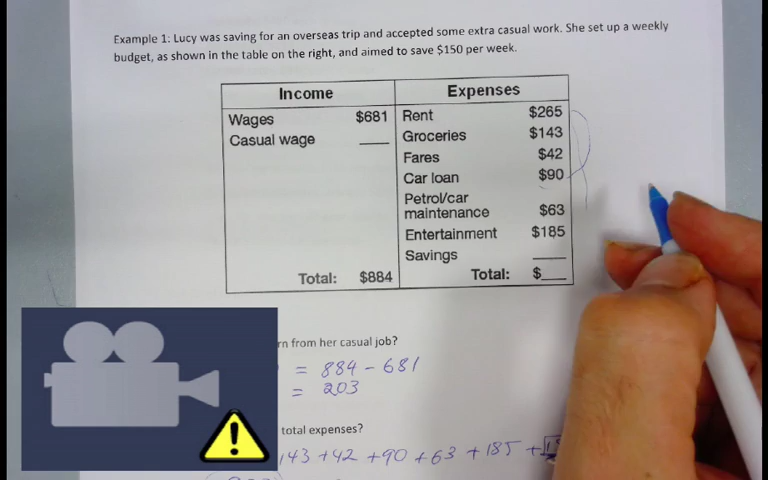 Example 1: Lucy was saving for an overseas trip and accepted some extra casual work. She set up a weekly
budget, as shown in the table on the right, and aimed to save $150 per week.
Income Expenses
Wages $681 Rent $265
Casual wage ___ Groceries $143
Fares $42
Car loan $90
Petrol/car
maintenance $63
Entertainment $185
Savings ___
Total: $884 Total: $___
rn from her casual job?
= 884 - 681
= 203
total expenses?
143 + 42 + 90 + 63 + 185 +